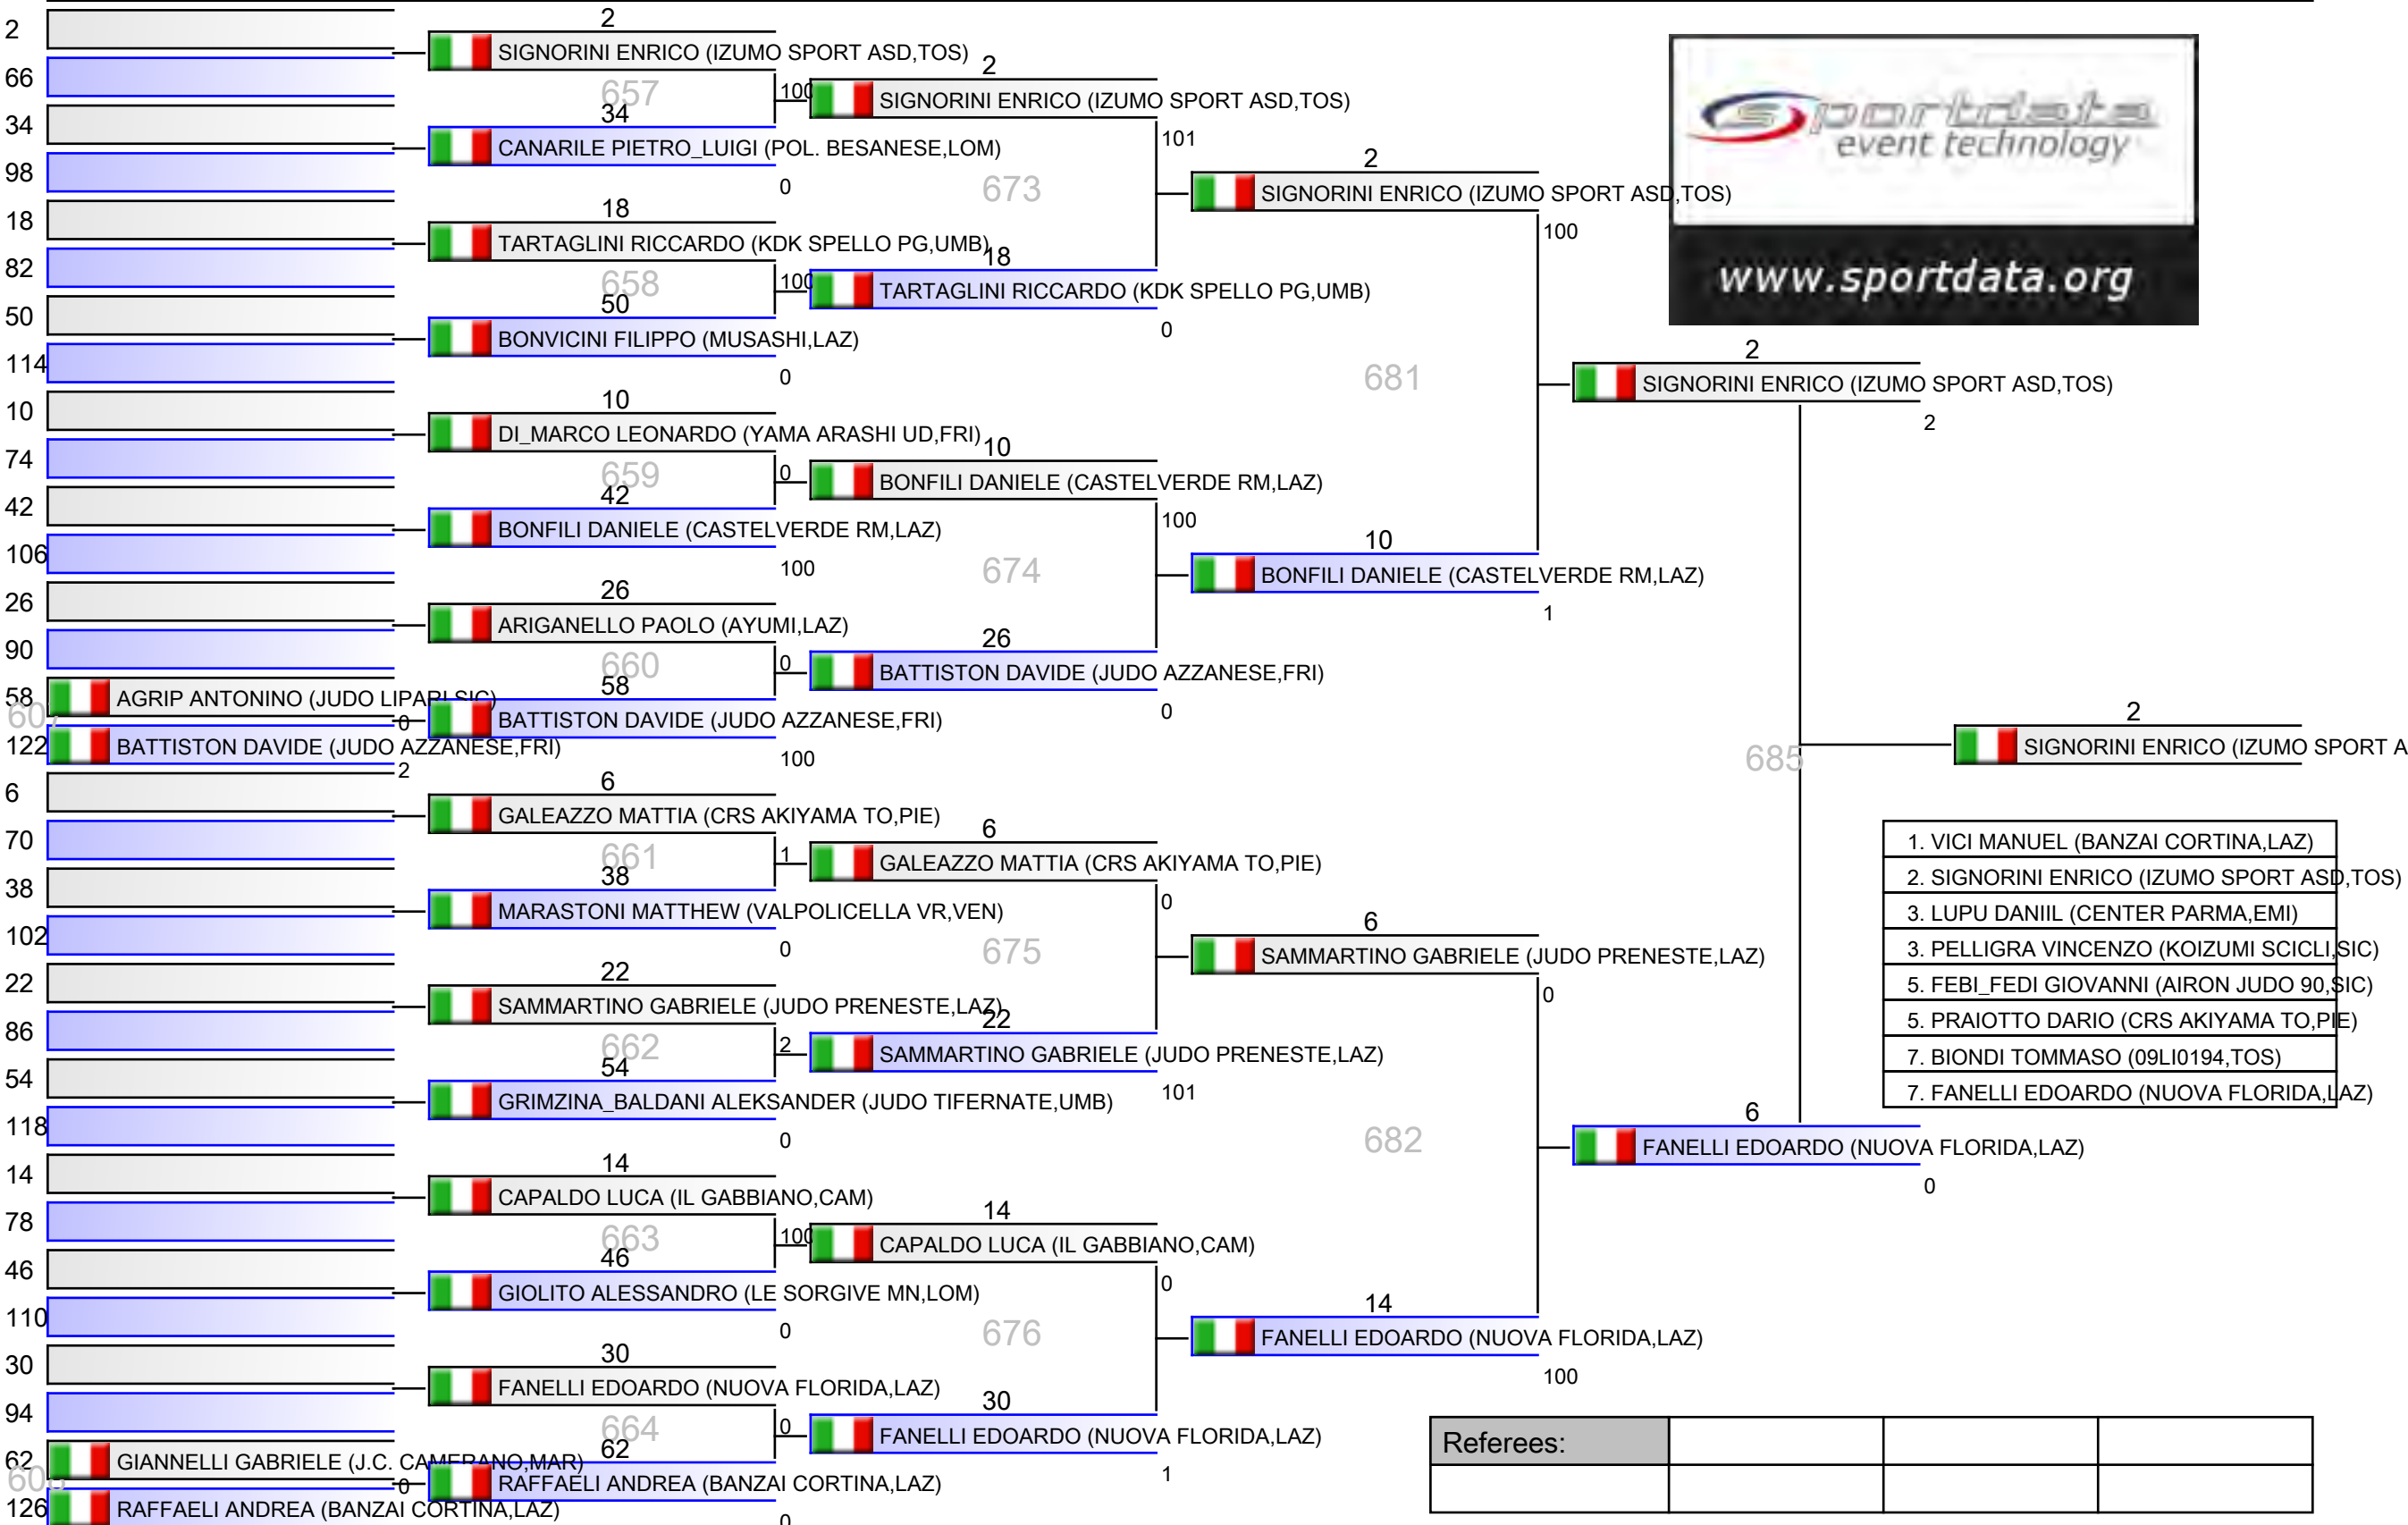 2
66
34
98
18
82
50
114
10
74
42
106
26
90
58
AGRIP ANTONINO (JUDO LIPARI,SIC)
0
122
BATTISTON DAVIDE (JUDO AZZANESE,FRI)
2
6
70
38
102
22
86
54
118
14
78
46
110
30
94
62
GIANNELLI GABRIELE (J.C. CAMERANO,MAR)
0
126
RAFFAELI ANDREA (BANZAI CORTINA,LAZ)
2
SIGNORINI ENRICO (IZUMO SPORT ASD,TOS)
657
100
34
CANARILE PIETRO_LUIGI (POL. BESANESE,LOM)
0
18
TARTAGLINI RICCARDO (KDK SPELLO PG,UMB)
658
100
50
BONVICINI FILIPPO (MUSASHI,LAZ)
0
10
DI_MARCO LEONARDO (YAMA ARASHI UD,FRI)
659
0
42
BONFILI DANIELE (CASTELVERDE RM,LAZ)
100
26
ARIGANELLO PAOLO (AYUMI,LAZ)
660
0
58
BATTISTON DAVIDE (JUDO AZZANESE,FRI)
100
6
GALEAZZO MATTIA (CRS AKIYAMA TO,PIE)
661
1
38
MARASTONI MATTHEW (VALPOLICELLA VR,VEN)
0
22
SAMMARTINO GABRIELE (JUDO PRENESTE,LAZ)
662
2
54
GRIMZINA_BALDANI ALEKSANDER (JUDO TIFERNATE,UMB)
0
14
CAPALDO LUCA (IL GABBIANO,CAM)
663
100
46
GIOLITO ALESSANDRO (LE SORGIVE MN,LOM)
0
30
FANELLI EDOARDO (NUOVA FLORIDA,LAZ)
664
0
62
RAFFAELI ANDREA (BANZAI CORTINA,LAZ)
0
2
SIGNORINI ENRICO (IZUMO SPORT ASD,TOS)
101
673
18
TARTAGLINI RICCARDO (KDK SPELLO PG,UMB)
0
10
BONFILI DANIELE (CASTELVERDE RM,LAZ)
100
674
26
BATTISTON DAVIDE (JUDO AZZANESE,FRI)
0
6
GALEAZZO MATTIA (CRS AKIYAMA TO,PIE)
0
675
22
SAMMARTINO GABRIELE (JUDO PRENESTE,LAZ)
101
14
CAPALDO LUCA (IL GABBIANO,CAM)
0
676
30
FANELLI EDOARDO (NUOVA FLORIDA,LAZ)
1
2
SIGNORINI ENRICO (IZUMO SPORT ASD,TOS)
100
681
10
BONFILI DANIELE (CASTELVERDE RM,LAZ)
1
6
SAMMARTINO GABRIELE (JUDO PRENESTE,LAZ)
0
682
14
FANELLI EDOARDO (NUOVA FLORIDA,LAZ)
100
sportdata
event technology
www.sportdata.org
2
SIGNORINI ENRICO (IZUMO SPORT ASD,TOS)
2
685
6
FANELLI EDOARDO (NUOVA FLORIDA,LAZ)
0
2
SIGNORINI ENRICO (IZUMO SPORT A
1. VICI MANUEL (BANZAI CORTINA,LAZ)
2. SIGNORINI ENRICO (IZUMO SPORT ASD,TOS)
3. LUPU DANIIL (CENTER PARMA,EMI)
3. PELLIGRA VINCENZO (KOIZUMI SCICLI,SIC)
5. FEBI_FEDI GIOVANNI (AIRON JUDO 90,SIC)
5. PRAIOTTO DARIO (CRS AKIYAMA TO,PIE)
7. BIONDI TOMMASO (09LI0194,TOS)
7. FANELLI EDOARDO (NUOVA FLORIDA,LAZ)
Referees: